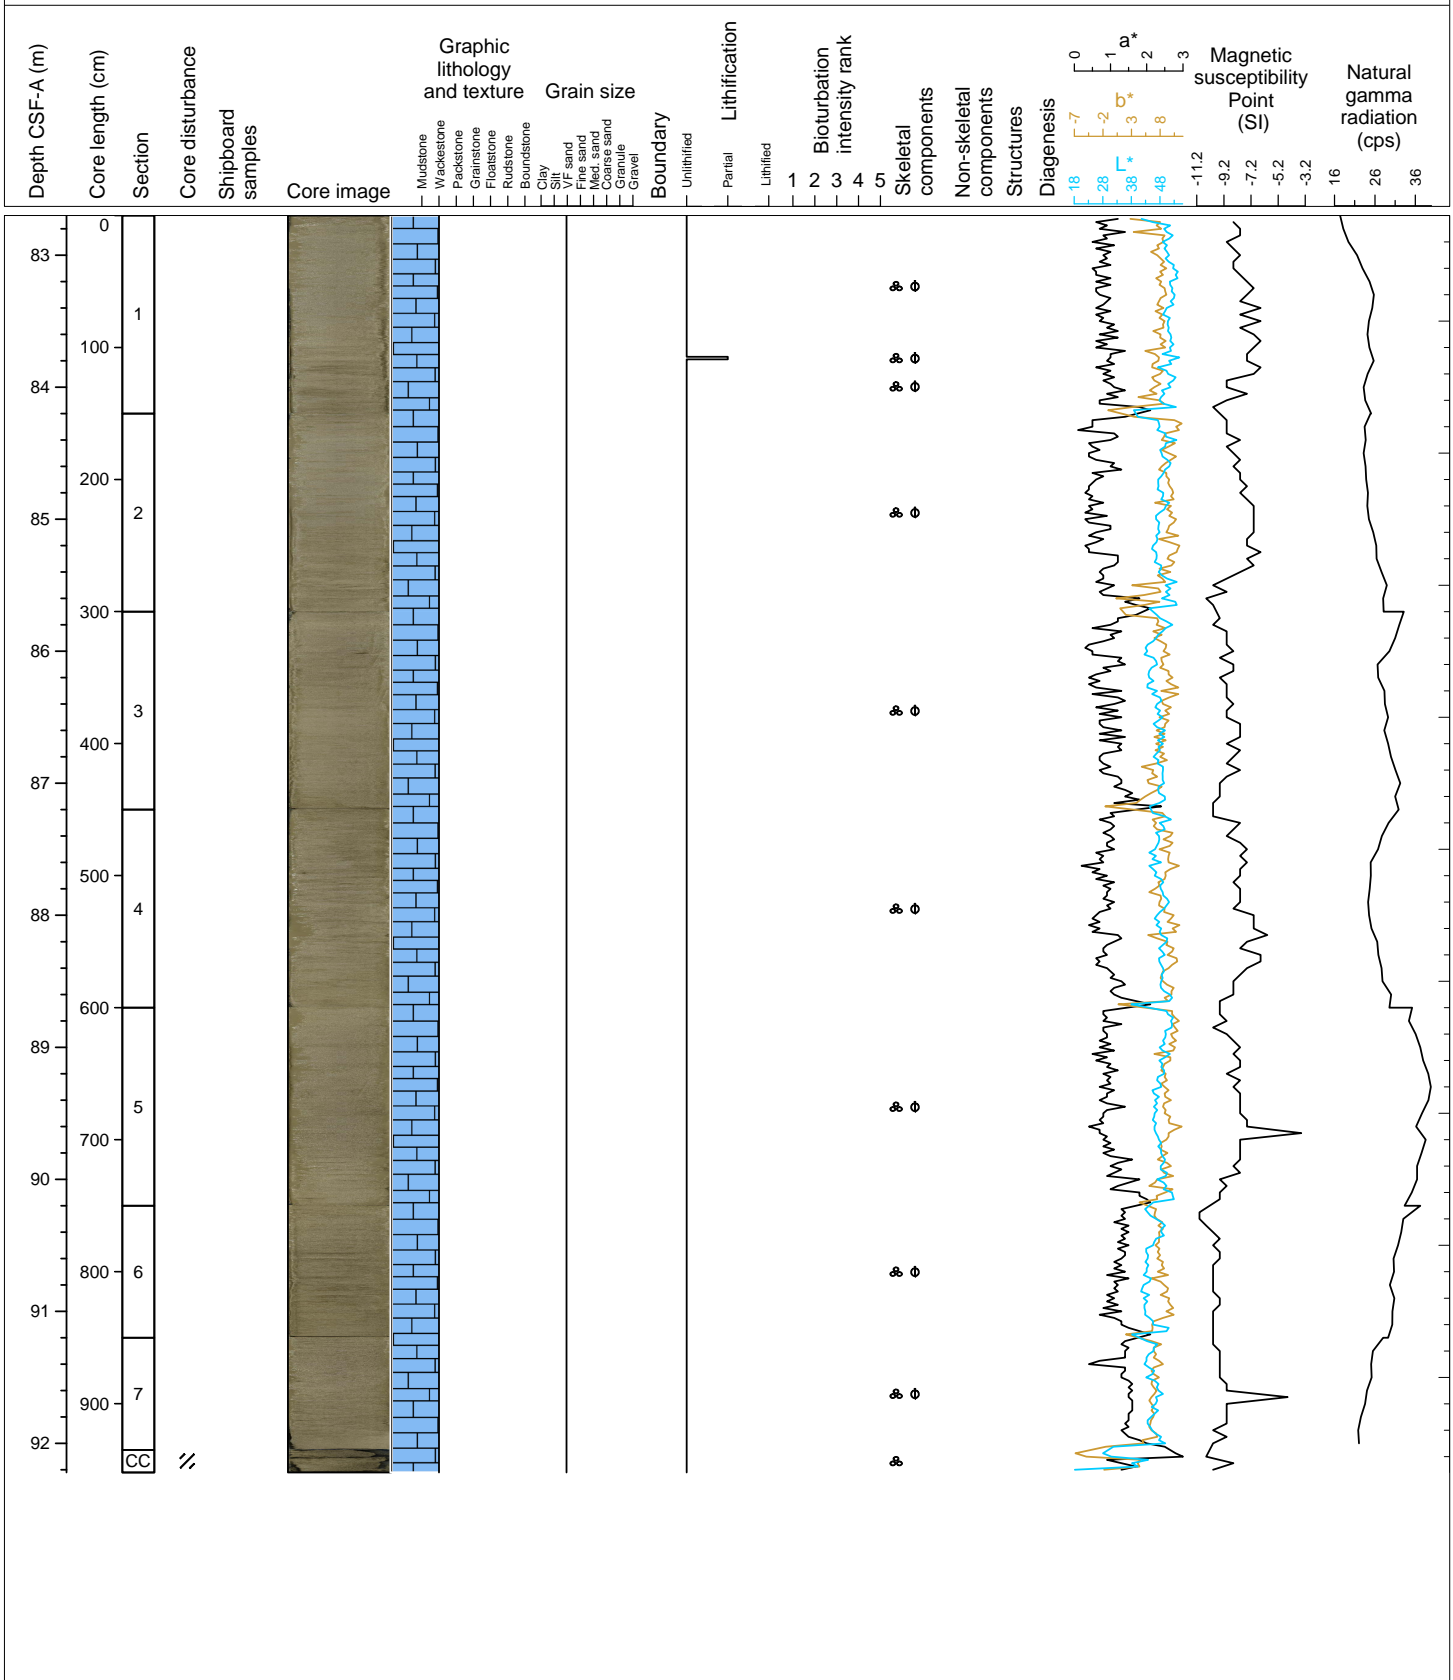 Depth CSF-A (m)
Core length (cm)
Section
Core disturbance
Shipboard
samples
Core image
Graphic
lithology
and texture
Mudstone
Wackestone
Packstone
Grainstone
Floatstone
Rudstone
Boundstone
Grain size
Clay
Silt
VF sand
Fine sand
Med. sand
Coarse sand
Granule
Gravel
Boundary
Lithification
Unlithified
Partial
Lithified
Bioturbation
intensity rank
1 2 3 4 5
Skeletal
components
Non-skeletal
components
Structures
Diagenesis
a*
0 1 2 3
b*
-7 -2 3 8
L*
18 28 38 48
Magnetic
susceptibility
Point
(SI)
-11.2 -9.2 -7.2 -5.2 -3.2
Natural
gamma
radiation
(cps)
16 26 36
83
84
85
86
87
88
89
90
91
92
0
100
200
300
400
500
600
700
800
900
1
2
3
4
5
6
7
CC